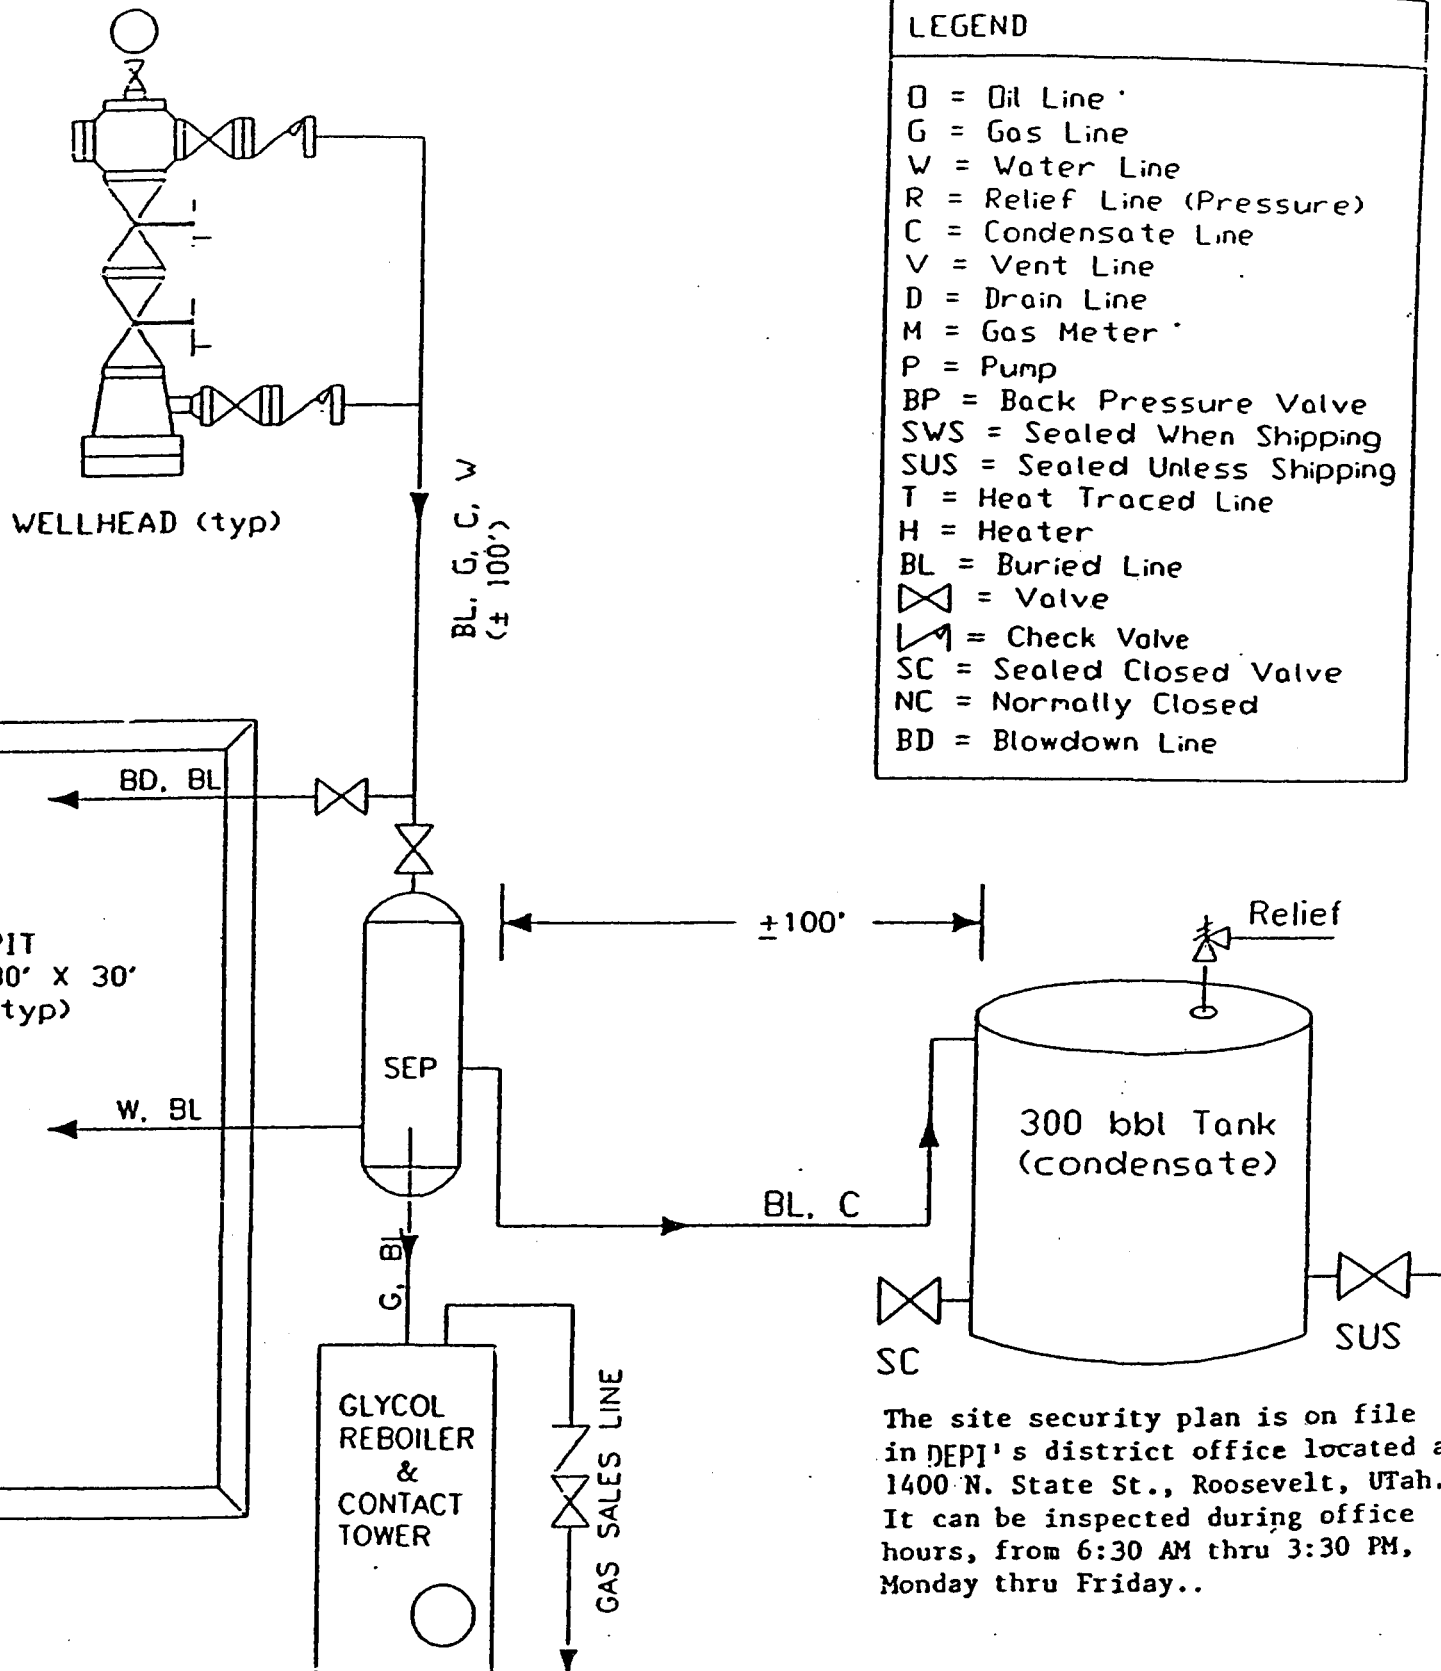 LEGEND
O = Oil Line
G = Gas Line
W = Water Line
R = Relief Line (Pressure)
C = Condensate Line
V = Vent Line
D = Drain Line
M = Gas Meter
P = Pump
BP = Back Pressure Valve
SWS = Sealed When Shipping
SUS = Sealed Unless Shipping
T = Heat Traced Line
H = Heater
BL = Buried Line
= Valve
= Check Valve
SC = Sealed Closed Valve
NC = Normally Closed
BD = Blowdown Line
WELLHEAD (typ)
BL, G, C, W
(± 100')
BD, BL
PIT
30' X 30'
typ)
W, BL
SEP
±100'
Relief
300 bbl Tank
(condensate)
BL, C
G, BL
SC
SUS
GLYCOL
REBOILER
&
CONTACT
TOWER
GAS SALES LINE
The site security plan is on file
in DEPI's district office located a
1400 N. State St., Roosevelt, UTah.
It can be inspected during office
hours, from 6:30 AM thru 3:30 PM,
Monday thru Friday..